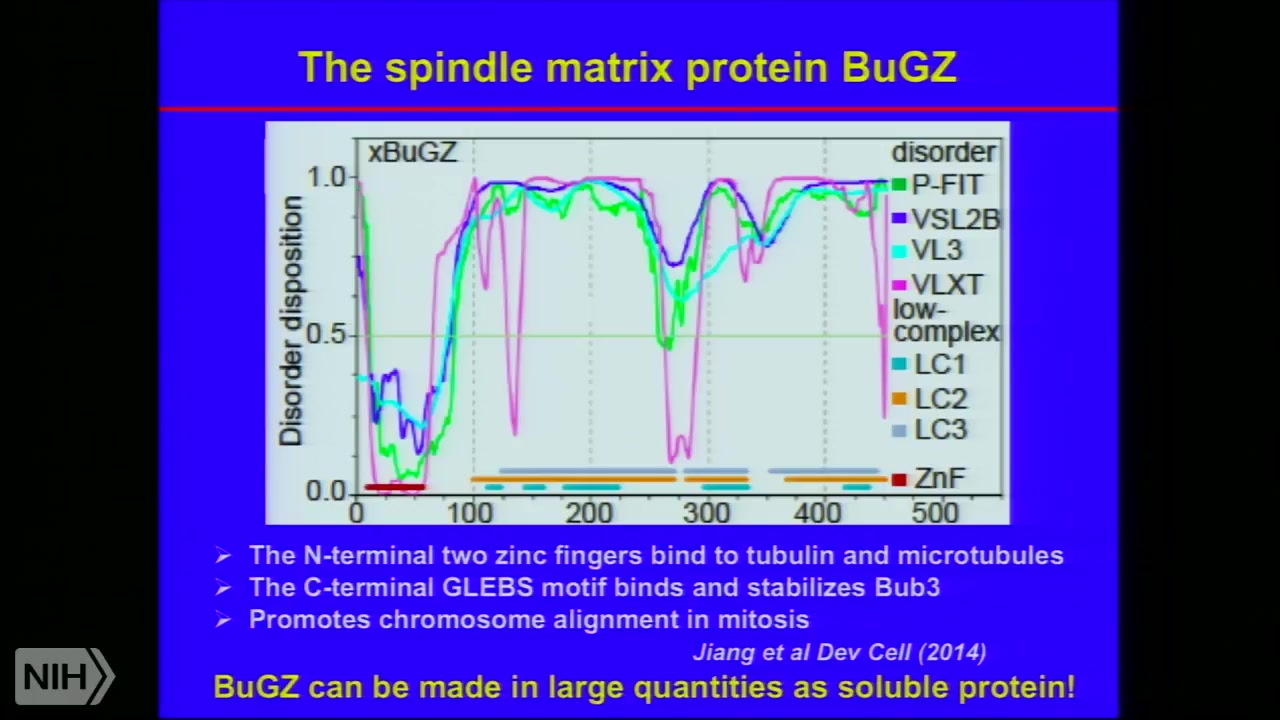 The spindle matrix protein BuGZ
xBuGZ
disorder
P-FIT
VSL2B
VL3
VLXT
low-
complex
LC1
LC2
LC3
ZnF
Disorder disposition
1.0
0.5
0.0
0 100 200 300 400 500
➢ The N-terminal two zinc fingers bind to tubulin and microtubules
➢ The C-terminal GLEBS motif binds and stabilizes Bub3
➢ Promotes chromosome alignment in mitosis
Jiang et al Dev Cell (2014)
BuGZ can be made in large quantities as soluble protein!
NIH